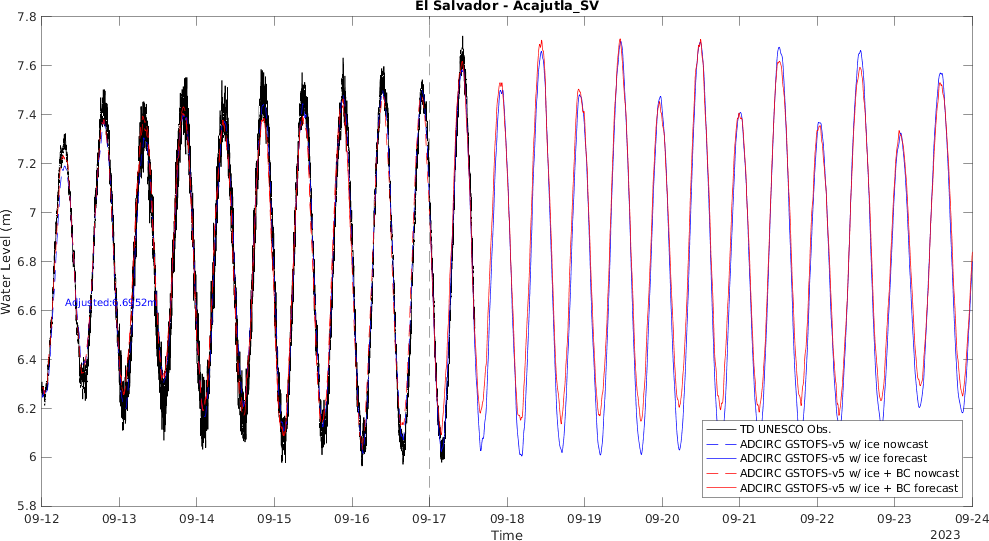 El Salvador - Acajutla_SV
7.8
7.6
7.4
7.2
7
6.8
6.6
6.4
6.2
6
5.8
Water Level (m)
Adjusted:6.6952m
TD UNESCO Obs.
ADCIRC GSTOFS-v5 w/ ice nowcast
ADCIRC GSTOFS-v5 w/ ice forecast
ADCIRC GSTOFS-v5 w/ ice + BC nowcast
ADCIRC GSTOFS-v5 w/ ice + BC forecast
09-12 09-13 09-14 09-15 09-16 09-17 09-18 09-19 09-20 09-21 09-22 09-23 09-24
Time
2023